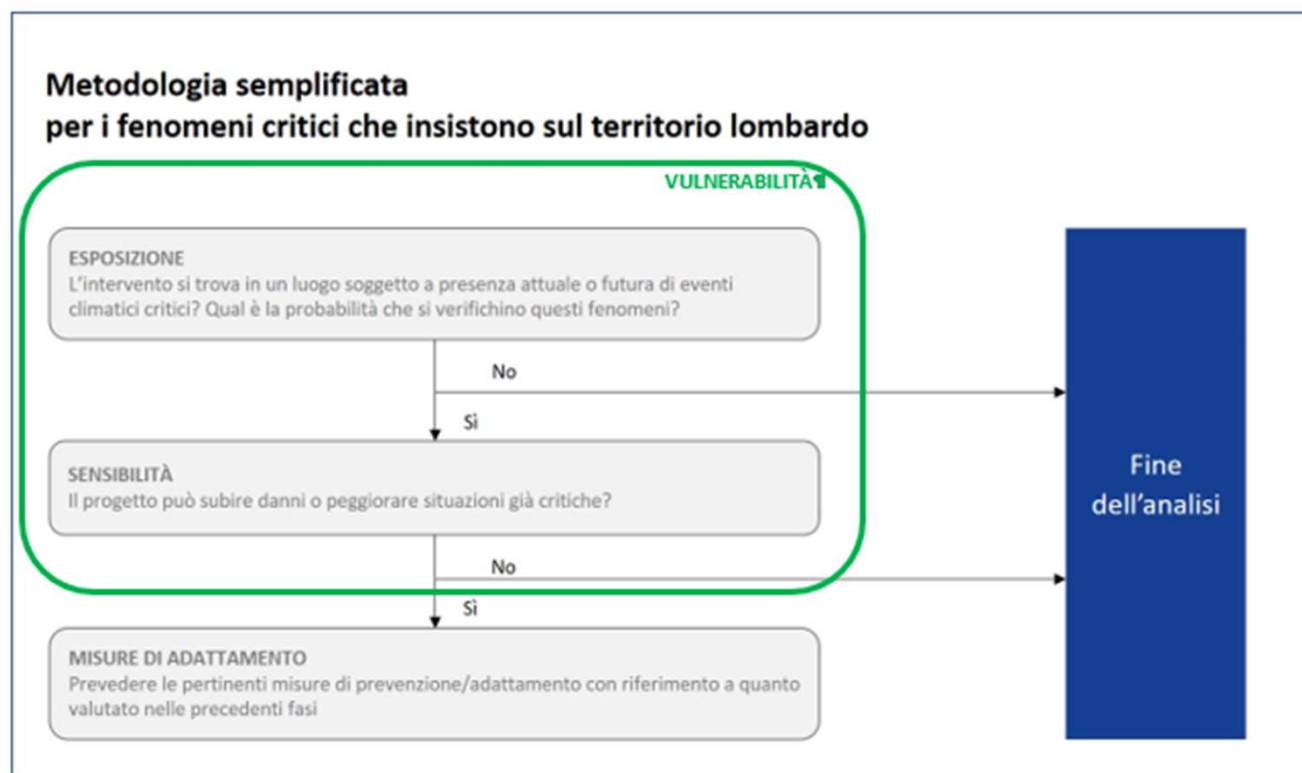 Metodologia semplificata
per i fenomeni critici che insistono sul territorio lombardo
VULNERABILITÀ¶
ESPOSIZIONE
L'intervento si trova in un luogo soggetto a presenza attuale o futura di eventi
climatici critici? Qual è la probabilità che si verifichino questi fenomeni?
No
Sì
SENSIBILITÀ
Il progetto può subire danni o peggiorare situazioni già critiche?
No
Sì
MISURE DI ADATTAMENTO
Prevedere le pertinenti misure di prevenzione/adattamento con riferimento a quanto
valutato nelle precedenti fasi
Fine
dell'analisi